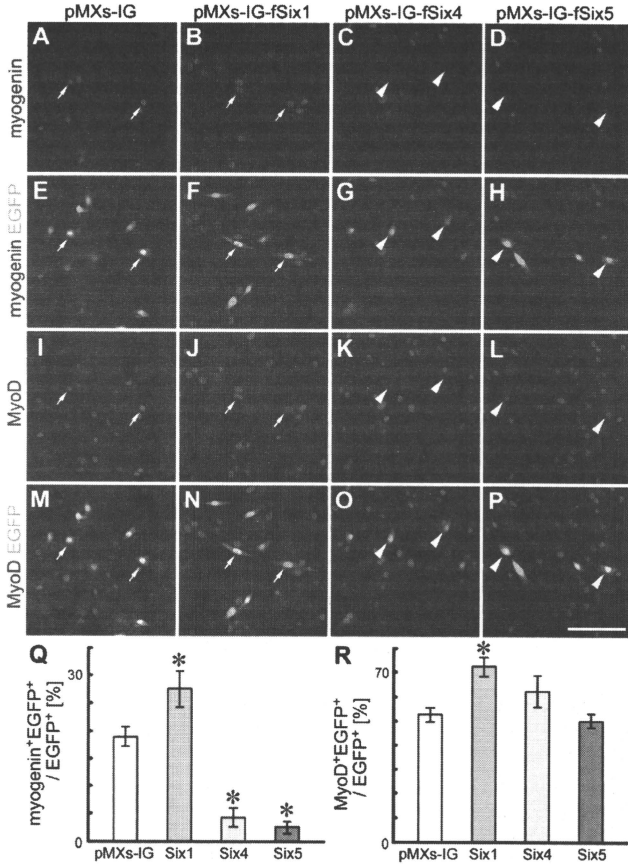 pMXs-IG pMXs-IG-fSix1 pMXs-IG-fSix4 pMXs-IG-fSix5
myogenin
A B C D
myogenin EGFP
E F G H
MyoD
I J K L
MyoD EGFP
M N O P
Q
myogenin+EGFP+
/ EGFP+ [%]
30
0
* * *
pMXs-IG Six1 Six4 Six5
R
MyoD+EGFP+
/ EGFP+ [%]
70
0
*
pMXs-IG Six1 Six4 Six5